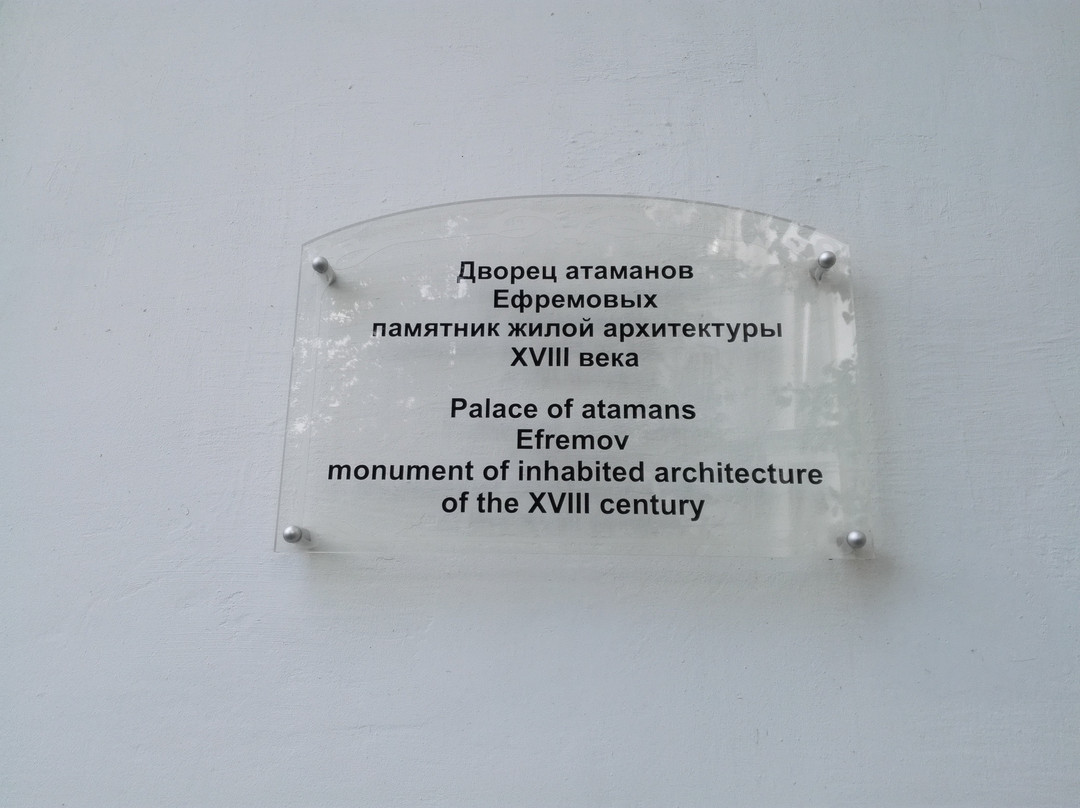 Дворец атаманов
Ефремовых
памятник жилой архитектуры
XVIII века
Palace of atamans
Efremov
monument of inhabited architecture
of the XVIII century